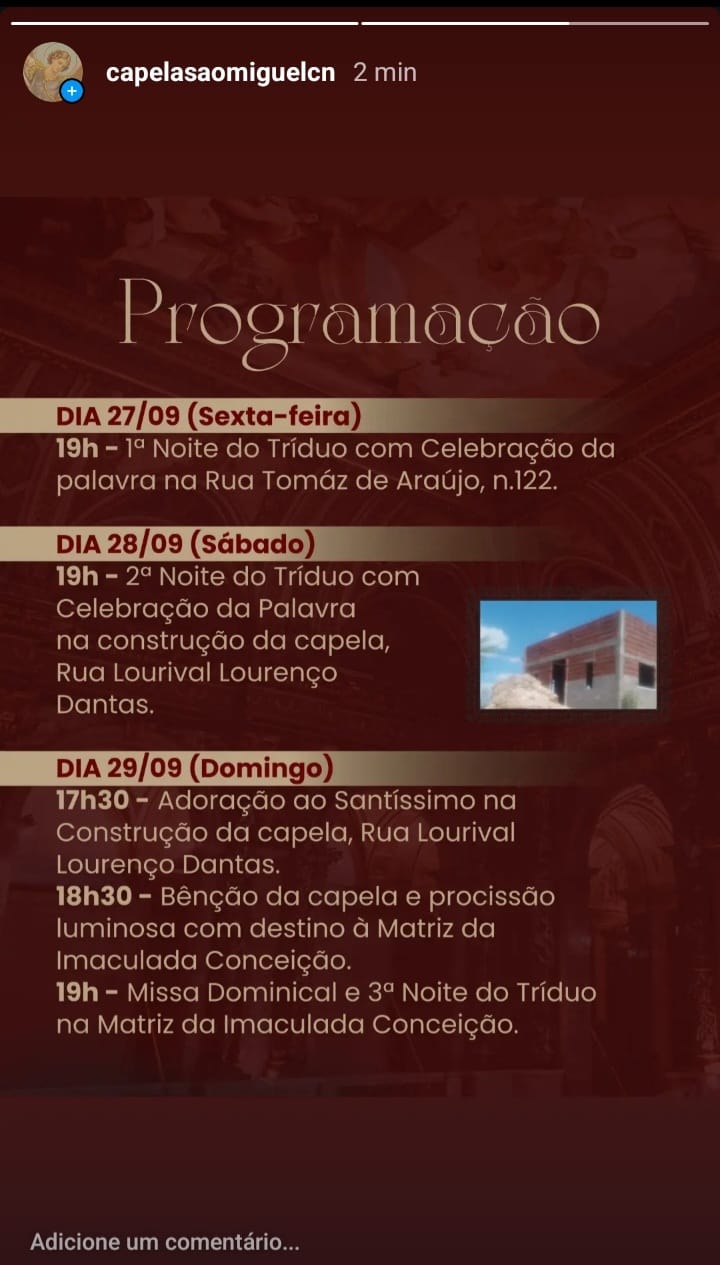 capelasaomiguelcn 2 min
Programação
DIA 27/09 (Sexta-feira)
19h - 1ª Noite do Tríduo com Celebração da
palavra na Rua Tomáz de Araújo, n.122.
DIA 28/09 (Sábado)
19h - 2ª Noite do Tríduo com
Celebração da Palavra
na construção da capela,
Rua Lourival Lourenço
Dantas.
DIA 29/09 (Domingo)
17h30 - Adoração ao Santíssimo na
Construção da capela, Rua Lourival
Lourenço Dantas.
18h30 - Bênção da capela e procissão
luminosa com destino à Matriz da
Imaculada Conceição.
19h - Missa Dominical e 3ª Noite do Tríduo
na Matriz da Imaculada Conceição.
Adicione um comentário...